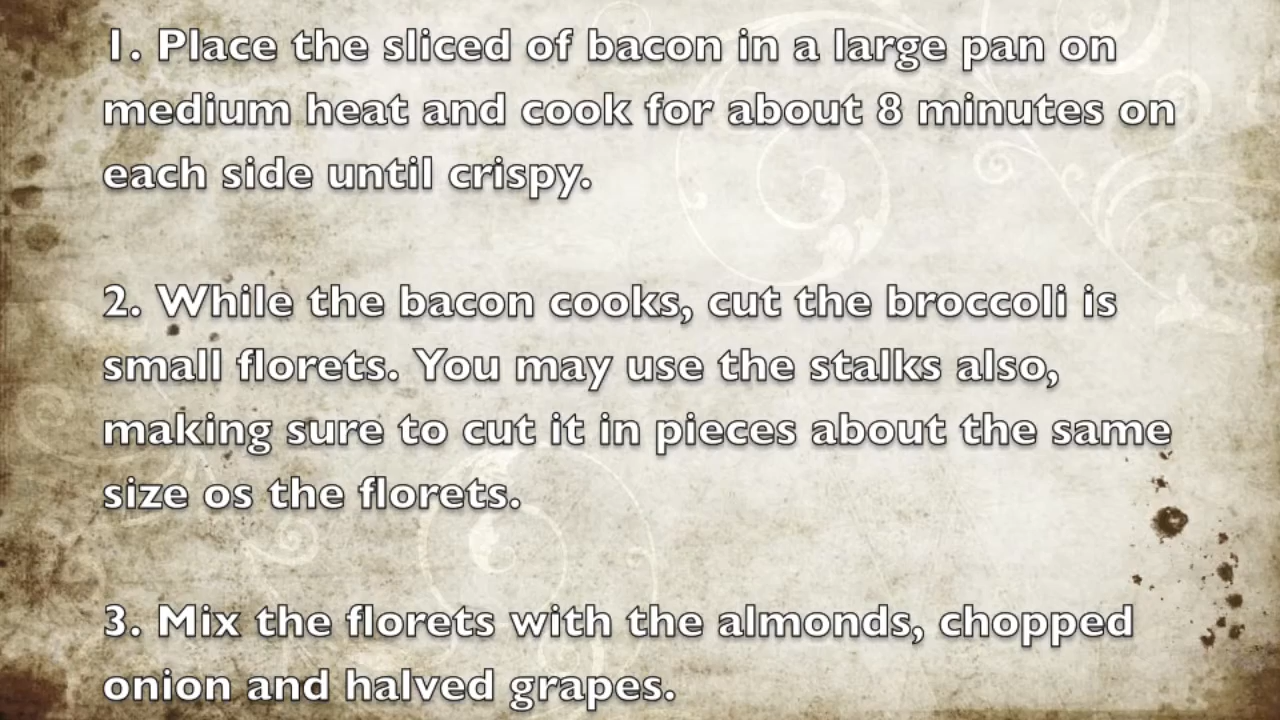 1. Place the sliced of bacon in a large pan on
medium heat and cook for about 8 minutes on
each side until crispy.
2. While the bacon cooks, cut the broccoli is
small florets. You may use the stalks also,
making sure to cut it in pieces about the same
size os the florets.
3. Mix the florets with the almonds, chopped
onion and halved grapes.